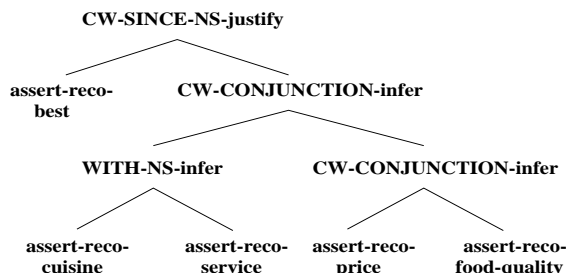 CW-SINCE-NS-justify
assert-reco-
best
CW-CONJUNCTION-infer
WITH-NS-infer
CW-CONJUNCTION-infer
assert-reco-
cuisine
assert-reco-
service
assert-reco-
price
assert-reco-
food-quality